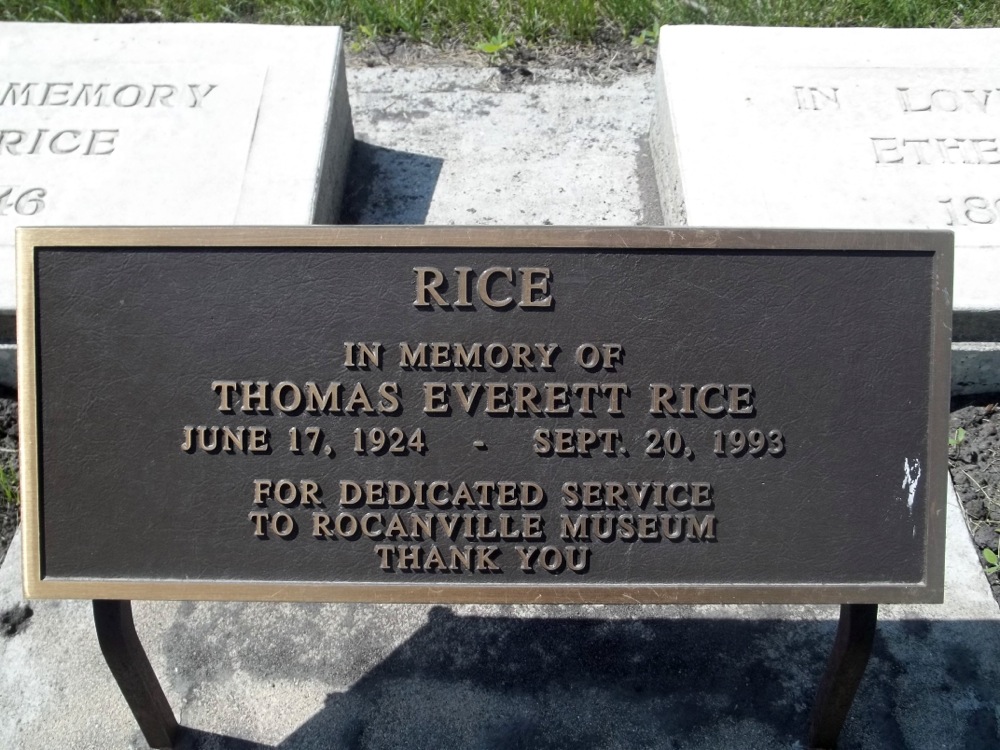 MEMORY
RICE
46
IN LOV
ETHE
18
RICE
IN MEMORY OF
THOMAS EVERETT RICE
JUNE 17, 1924 - SEPT. 20, 1993
FOR DEDICATED SERVICE
TO ROCANVILLE MUSEUM
THANK YOU